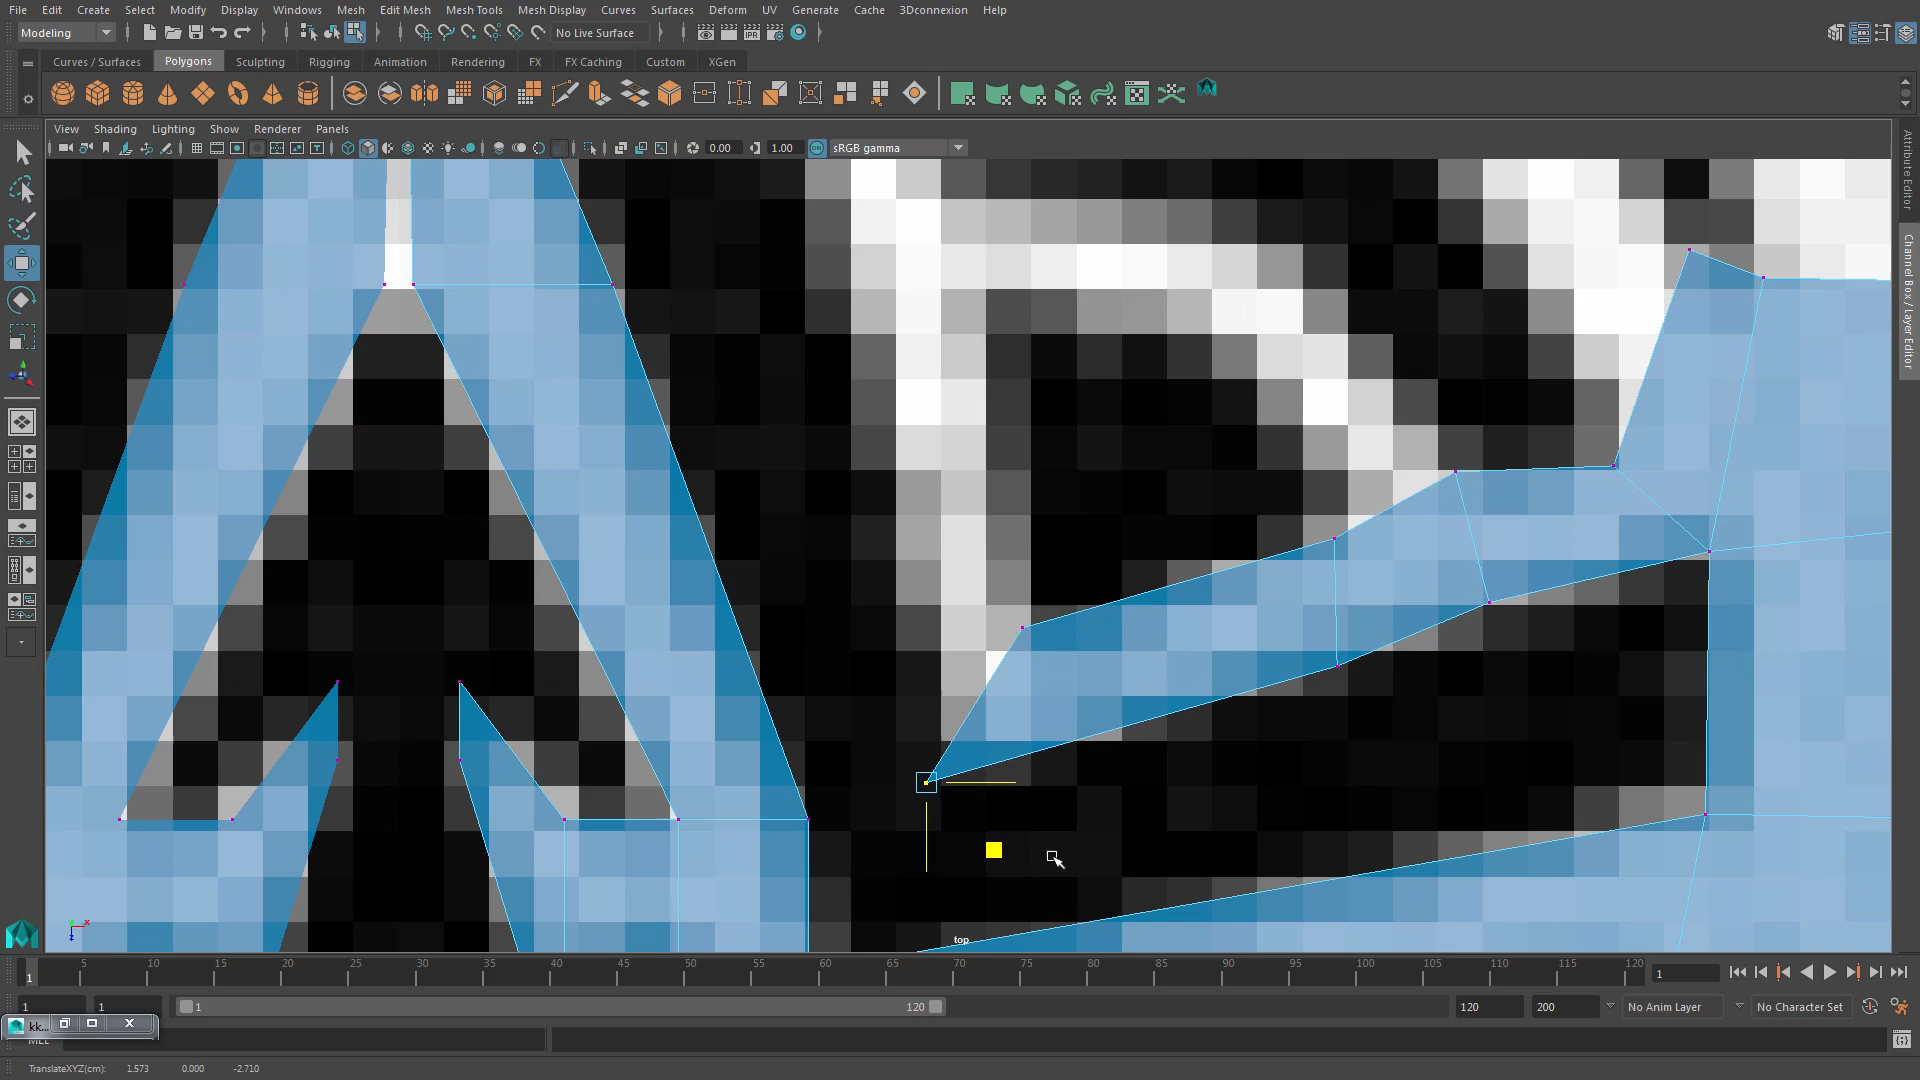 File Edit Create Select Modify Display Windows Mesh Edit Mesh Mesh Tools Mesh Display Curves Surfaces Deform UV Generate Cache 3Dconnexion Help
Modeling No Live Surface
Curves / Surfaces Polygons Sculpting Rigging Animation Rendering FX FX Caching Custom XGen
View Shading Lighting Show Renderer Panels
0.00 1.00 ON sRGB gamma
Attribute Editor
Channel Box / Layer Editor
top
1 5 10 15 20 25 30 35 40 45 50 55 60 65 70 75 80 85 90 95 100 105 110 115 120 1
1 1 1 120 120 200 No Anim Layer No Character Set
kk...
MEL
TranslateXYZ(cm): 1.573 0.000 -2.710